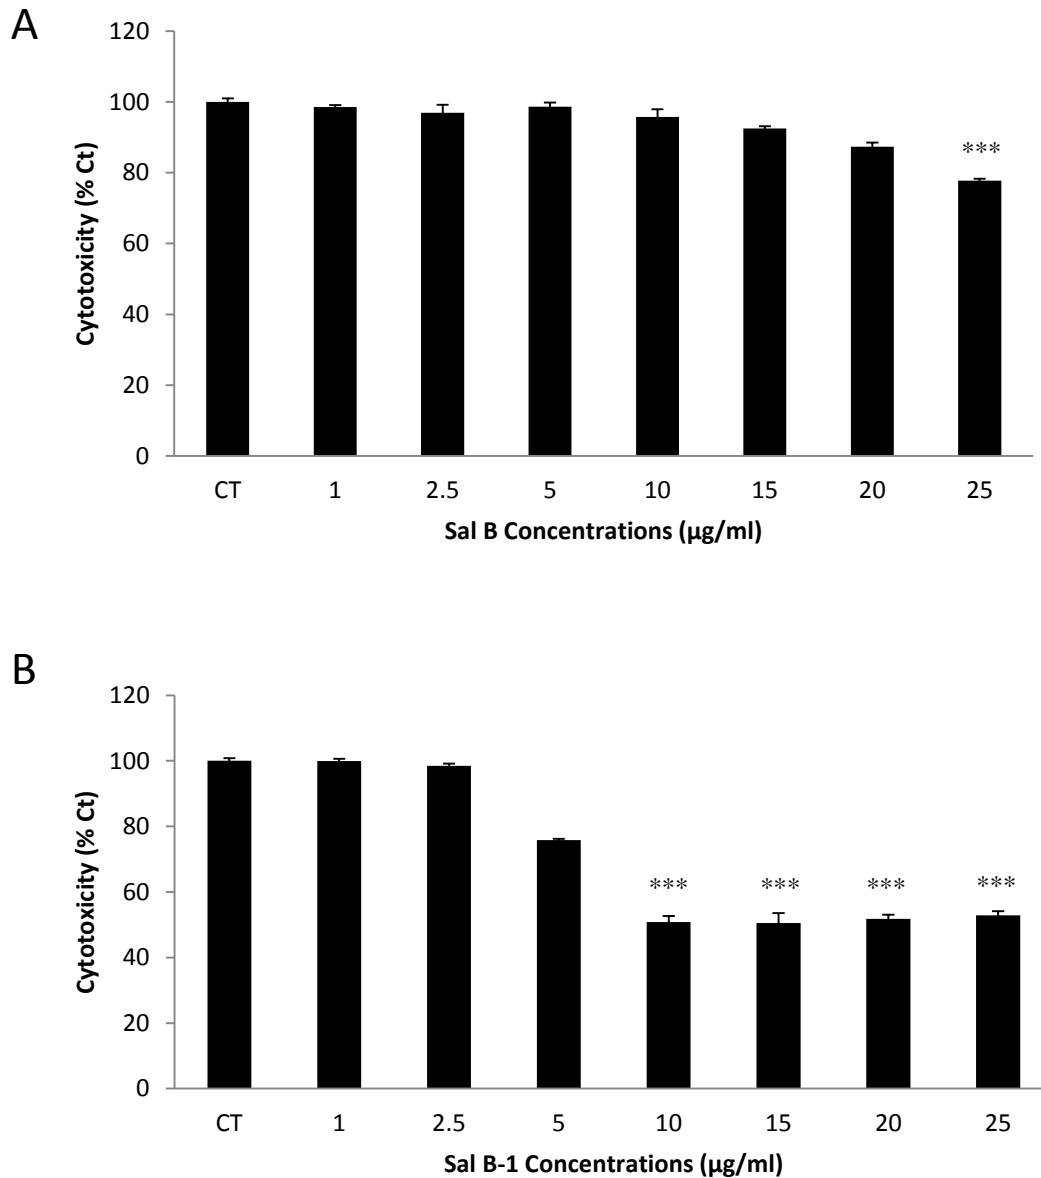 A
120
100
80
60
40
20
0
Cytotoxicity (% Ct)
***
CT 1 2.5 5 10 15 20 25
Sal B Concentrations (µg/ml)
B
120
100
80
60
40
20
0
Cytotoxicity (% Ct)
*** *** *** ***
CT 1 2.5 5 10 15 20 25
Sal B-1 Concentrations (µg/ml)